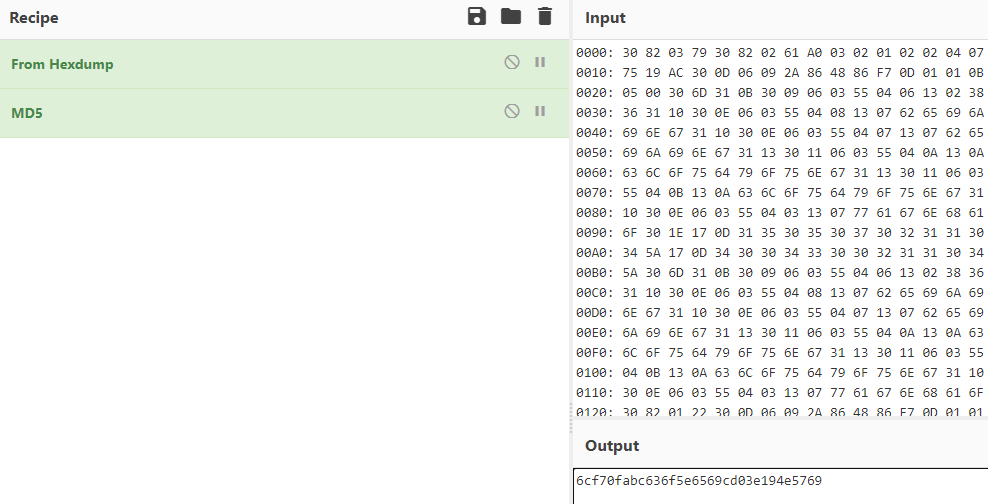 Recipe
From Hexdump
MD5
Input
0000: 30 82 03 79 30 82 02 61 A0 03 02 01 02 02 04 07
0010: 75 19 AC 30 0D 06 09 2A 86 48 86 F7 0D 01 01 0B
0020: 05 00 30 6D 31 0B 30 09 06 03 55 04 06 13 02 38
0030: 36 31 10 30 0E 06 03 55 04 08 13 07 62 65 69 6A
0040: 69 6E 67 31 10 30 0E 06 03 55 04 07 13 07 62 65
0050: 69 6A 69 6E 67 31 13 30 11 06 03 55 04 0A 13 0A
0060: 63 6C 6F 75 64 79 6F 75 6E 67 31 13 30 11 06 03
0070: 55 04 0B 13 0A 63 6C 6F 75 64 79 6F 75 6E 67 31
0080: 10 30 0E 06 03 55 04 03 13 07 77 61 67 6E 68 61
0090: 6F 30 1E 17 0D 31 35 30 35 30 37 30 32 31 31 30
00A0: 34 5A 17 0D 34 30 30 34 33 30 30 32 31 31 30 34
00B0: 5A 30 6D 31 0B 30 09 06 03 55 04 06 13 02 38 36
00C0: 31 10 30 0E 06 03 55 04 08 13 07 62 65 69 6A 69
00D0: 6E 67 31 10 30 0E 06 03 55 04 07 13 07 62 65 69
00E0: 6A 69 6E 67 31 13 30 11 06 03 55 04 0A 13 0A 63
00F0: 6C 6F 75 64 79 6F 75 6E 67 31 13 30 11 06 03 55
0100: 04 0B 13 0A 63 6C 6F 75 64 79 6F 75 6E 67 31 10
0110: 30 0E 06 03 55 04 03 13 07 77 61 67 6E 68 61 6F
0120: 30 82 01 22 30 0D 06 09 2A 86 48 86 F7 0D 01 01
Output
6cf70fabc636f5e6569cd03e194e5769